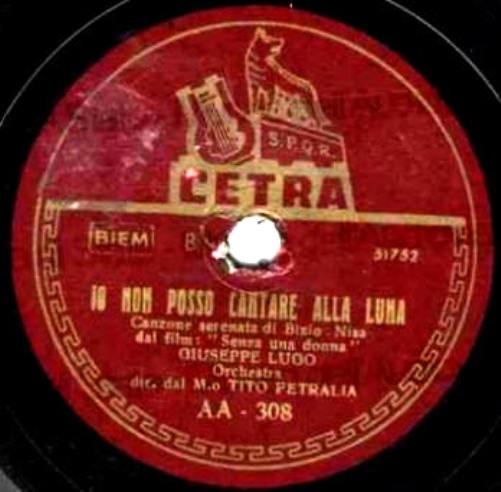 S.P.Q.R.
CETRA
BIEM B
51752
IO NON POSSO CANTARE ALLA LUNA
Canzone serenata di Bixio - Nisa
dal film: "Senza una donna"
GIUSEPPE LUGO
Orchestra
dir. dal M.o TITO PETRALIA
AA - 308